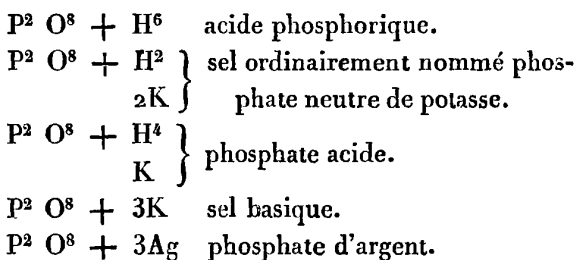 P² O⁸ + H⁶ acide phosphorique.
P² O⁸ + H² } sel ordinairement nommé phos-
2K } phate neutre de potasse.
P² O⁸ + H⁴ } phosphate acide.
K
P² O⁸ + 3K sel basique.
P² O⁸ + 3Ag phosphate d'argent.